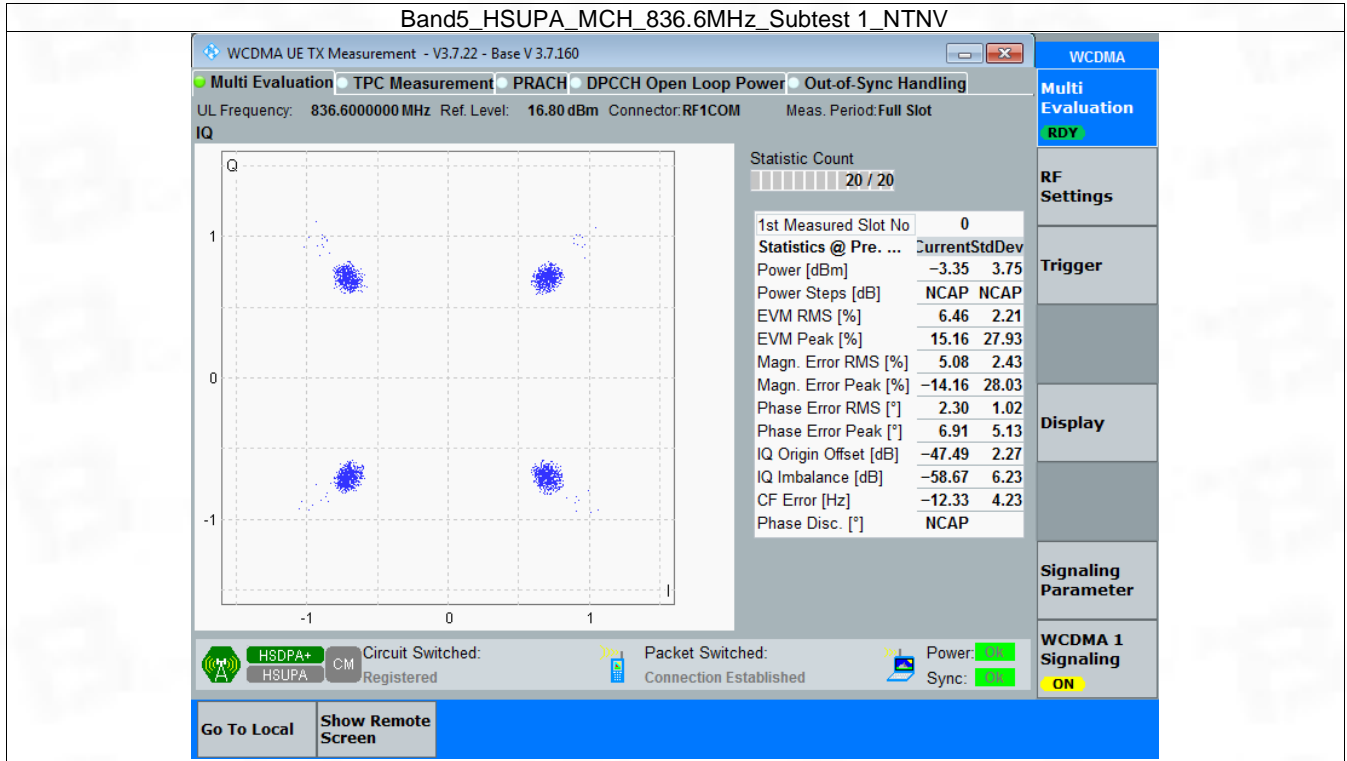 Band5_HSUPA_MCH_836.6MHz_Subtest 1_NTNV
WCDMA UE TX Measurement - V3.7.22 - Base V 3.7.160
WCDMA
Multi Evaluation TPC Measurement PRACH DPCCH Open Loop Power Out-of-Sync Handling
Multi Evaluation
RDY
UL Frequency: 836.6000000 MHz Ref. Level: 16.80 dBm Connector: RF1COM Meas. Period: Full Slot
IQ
Q
1
0
-1
-1 0 1
I
Statistic Count
20 / 20
1st Measured Slot No 0
Statistics @ Pre. ... Current StdDev
Power [dBm] −3.35 3.75
Power Steps [dB] NCAP NCAP
EVM RMS [%] 6.46 2.21
EVM Peak [%] 15.16 27.93
Magn. Error RMS [%] 5.08 2.43
Magn. Error Peak [%] −14.16 28.03
Phase Error RMS [°] 2.30 1.02
Phase Error Peak [°] 6.91 5.13
IQ Origin Offset [dB] −47.49 2.27
IQ Imbalance [dB] −58.67 6.23
CF Error [Hz] −12.33 4.23
Phase Disc. [°] NCAP
RF
Settings
Trigger
Display
Signaling
Parameter
WCDMA 1
Signaling
ON
HSDPA+
HSUPA
CM
Circuit Switched:
Registered
Packet Switched:
Connection Established
Power: Ok
Sync: Ok
Go To Local
Show Remote
Screen